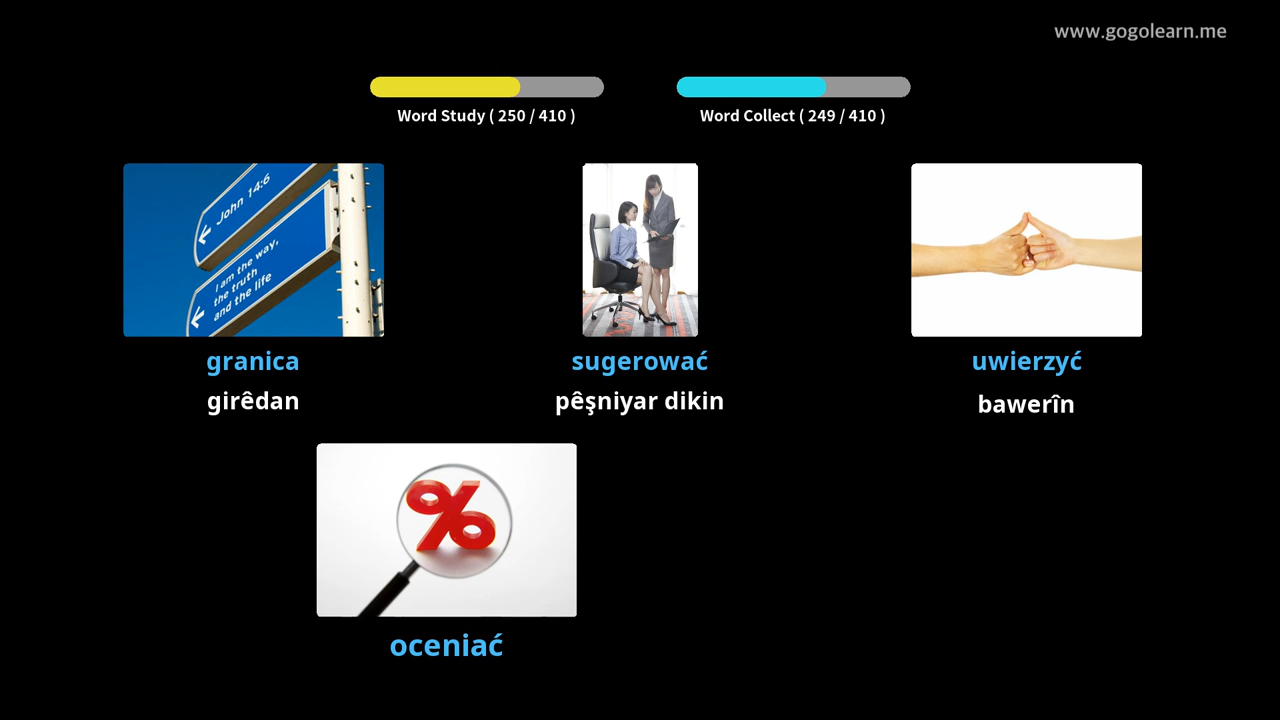 www.gogolearn.me
Word Study ( 250 / 410 )
Word Collect ( 249 / 410 )
John 14:6
I am the way,
the truth
and the life
granica
sugerować
uwierzyć
girêdan
pêşniyar dikin
bawerîn
%
oceniać